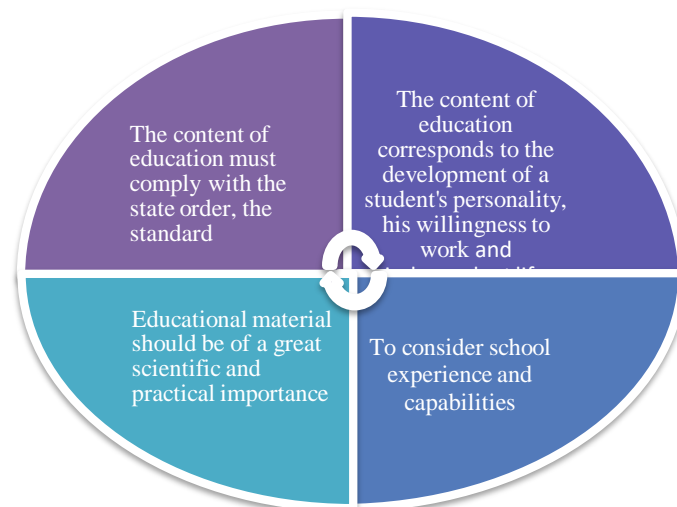 The content of
education must
comply with the
state order, the
standard
The content of
education
corresponds to the
development of a
student's personality,
his willingness to
work and
Educational material
should be of a great
scientific and
practical importance
To consider school
experience and
capabilities